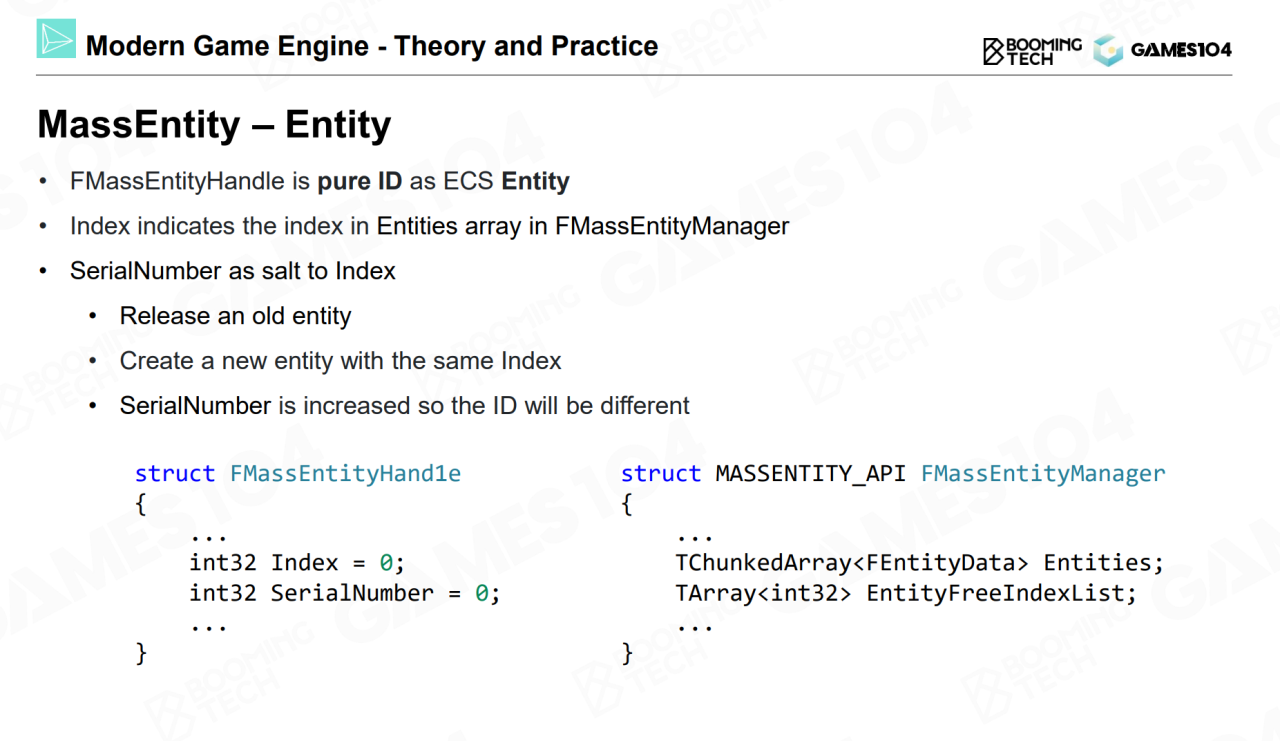 Modern Game Engine - Theory and Practice
BOOMING TECH
GAMES104
MassEntity – Entity
• FMassEntityHandle is pure ID as ECS Entity
• Index indicates the index in Entities array in FMassEntityManager
• SerialNumber as salt to Index
• Release an old entity
• Create a new entity with the same Index
• SerialNumber is increased so the ID will be different
struct FMassEntityHand1e
{
...
int32 Index = 0;
int32 SerialNumber = 0;
...
}
struct MASSENTITY_API FMassEntityManager
{
...
TChunkedArray<FEntityData> Entities;
TArray<int32> EntityFreeIndexList;
...
}